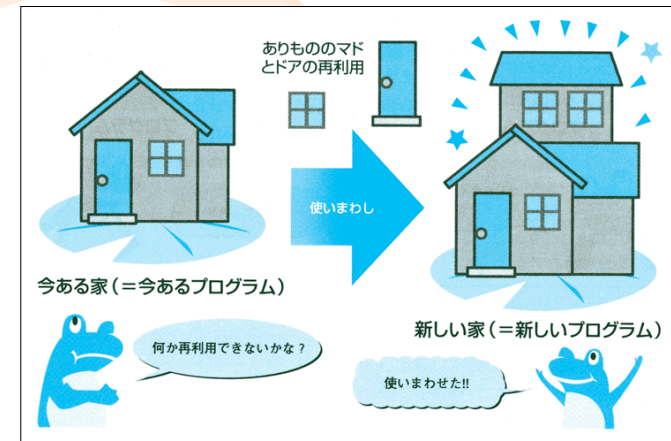 ありもののマド
とドアの再利用
使いまわし
今ある家(=今あるプログラム)
新しい家(=新しいプログラム)
何か再利用できないかな?
使いまわせた!!